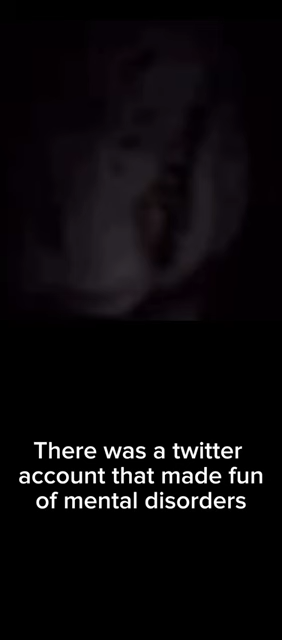 There was a twitter
account that made fun
of mental disorders